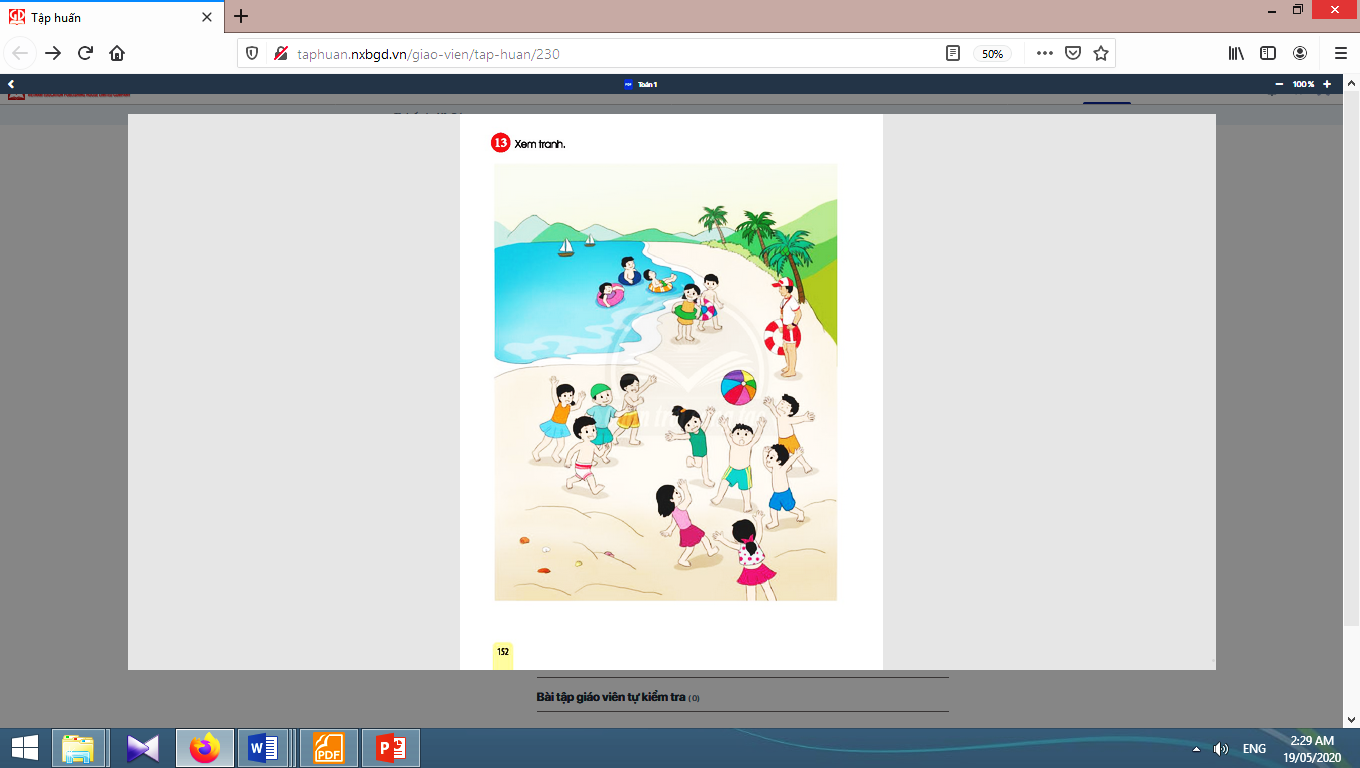 Tập huấn
taphuan.nxbgd.vn/giao-vien/tap-huan/230
50%
PDF Toán 1
100 %
13 Xem tranh.
152
Bài tập giáo viên tự kiểm tra (0)
ENG
2:29 AM
19/05/2020